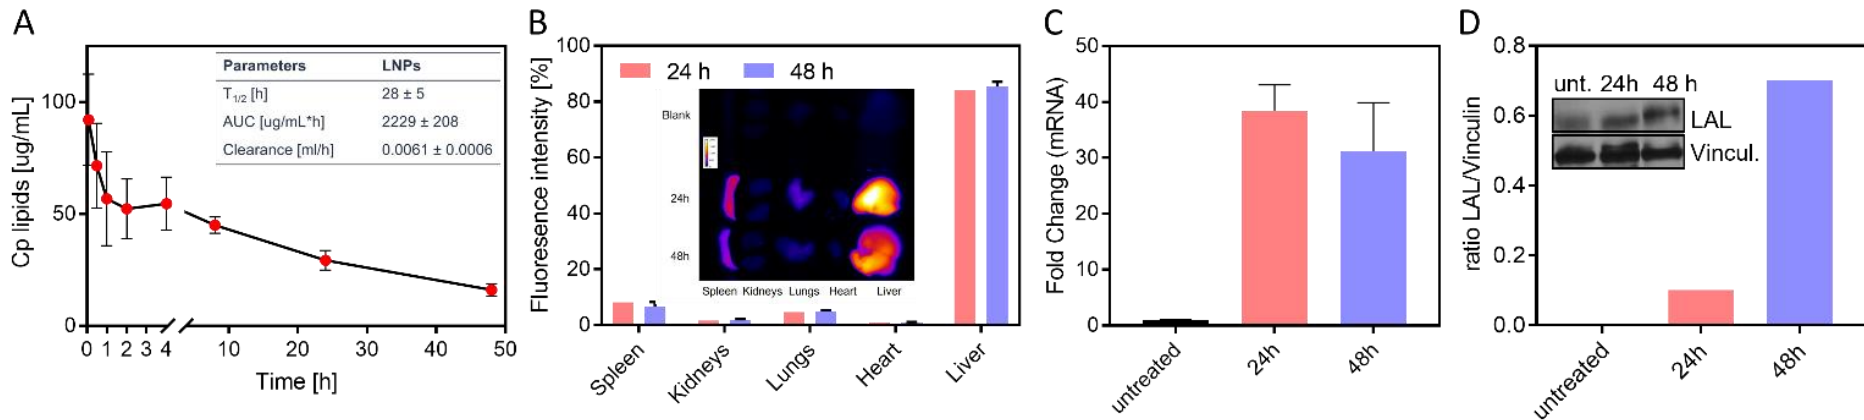 A
Cp lipids [ug/mL]
100
50
0
0 1 2 3 4 10 20 30 40 50
Time [h]
Parameters LNPs
T1/2 [h] 28 ± 5
AUC [ug/mL*h] 2229 ± 208
Clearance [ml/h] 0.0061 ± 0.0006
B
Fluoresence intensity [%]
100
80
60
40
20
0
24 h 48 h
Blank
24h
48h
Spleen Kidneys Lungs Heart Liver
Spleen Kidneys Lungs Heart Liver
C
Fold Change (mRNA)
50
40
30
20
10
0
untreated 24h 48h
D
ratio LAL/Vinculin
0.8
0.6
0.4
0.2
0.0
unt. 24h 48 h
LAL
Vincul.
untreated 24h 48h